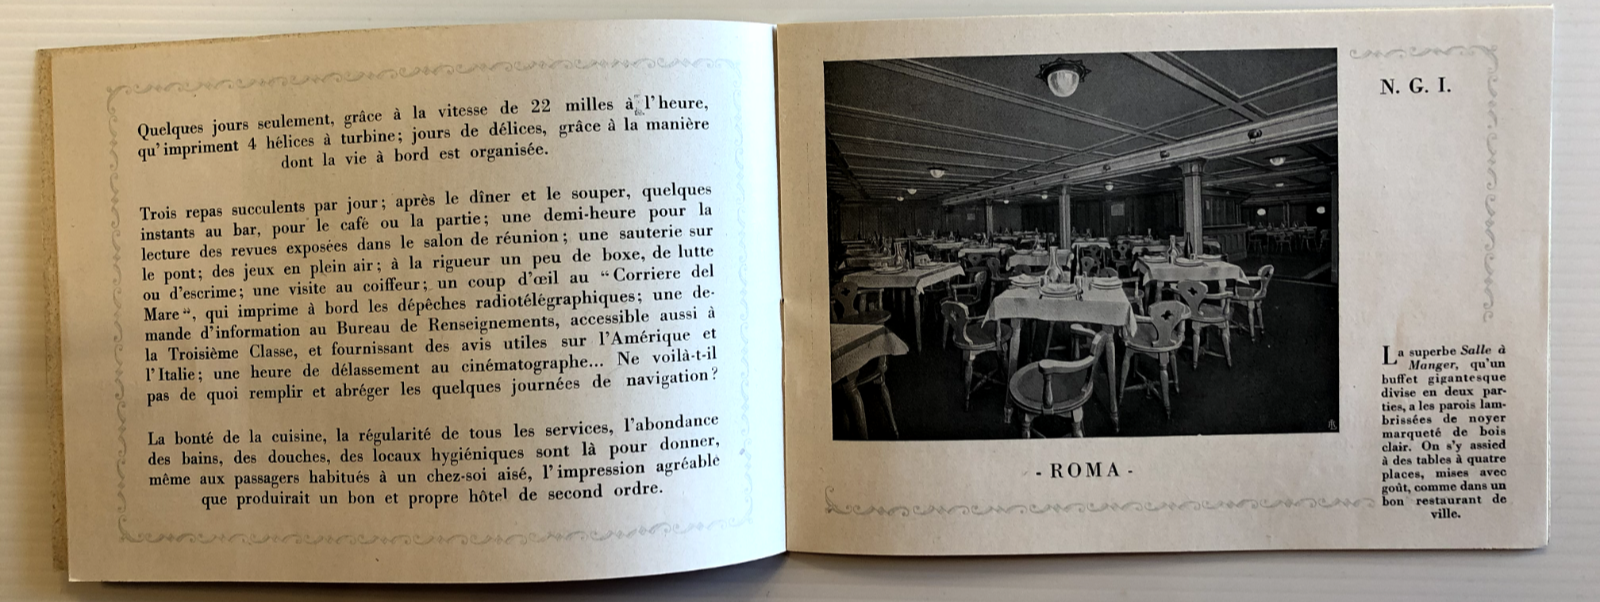 Quelques jours seulement, grâce à la vitesse de 22 milles à l'heure,
qu'impriment 4 hélices à turbine; jours de délices, grâce à la manière
dont la vie à bord est organisée.
Trois repas succulents par jour; après le dîner et le souper, quelques
instants au bar, pour le café ou la partie; une demi-heure pour la
lecture des revues exposées dans le salon de réunion; une sauterie sur
le pont; des jeux en plein air; à la rigueur un peu de boxe, de lutte
ou d'escrime; une visite au coiffeur; un coup d'œil au “Corriere del
Mare“, qui imprime à bord les dépêches radiotélégraphiques; une de-
mande d'information au Bureau de Renseignements, accessible aussi à
la Troisième Classe, et fournissant des avis utiles sur l'Amérique et
l'Italie; une heure de délassement au cinématographe... Ne voilà-t-il
pas de quoi remplir et abréger les quelques journées de navigation?
La bonté de la cuisine, la régularité de tous les services, l'abondance
des bains, des douches, des locaux hygiéniques sont là pour donner,
même aux passagers habitués à un chez-soi aisé, l'impression agréable
que produirait un bon et propre hôtel de second ordre.
- ROMA -
N. G. I.
La superbe Salle à
Manger, qu'un
buffet gigantesque
divise en deux par-
ties, a les parois lam-
brissées de noyer
marqueté de bois
clair. On s'y assied
à des tables à quatre
places, mises avec
goût, comme dans un
bon restaurant de
ville.